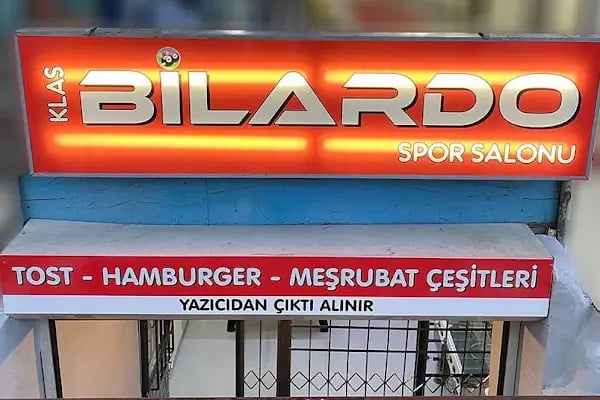 KLAS
BİLARDO
SPOR SALONU
TOST - HAMBURGER - MEŞRUBAT ÇEŞİTLERİ
YAZICIDAN ÇIKTI ALINIR